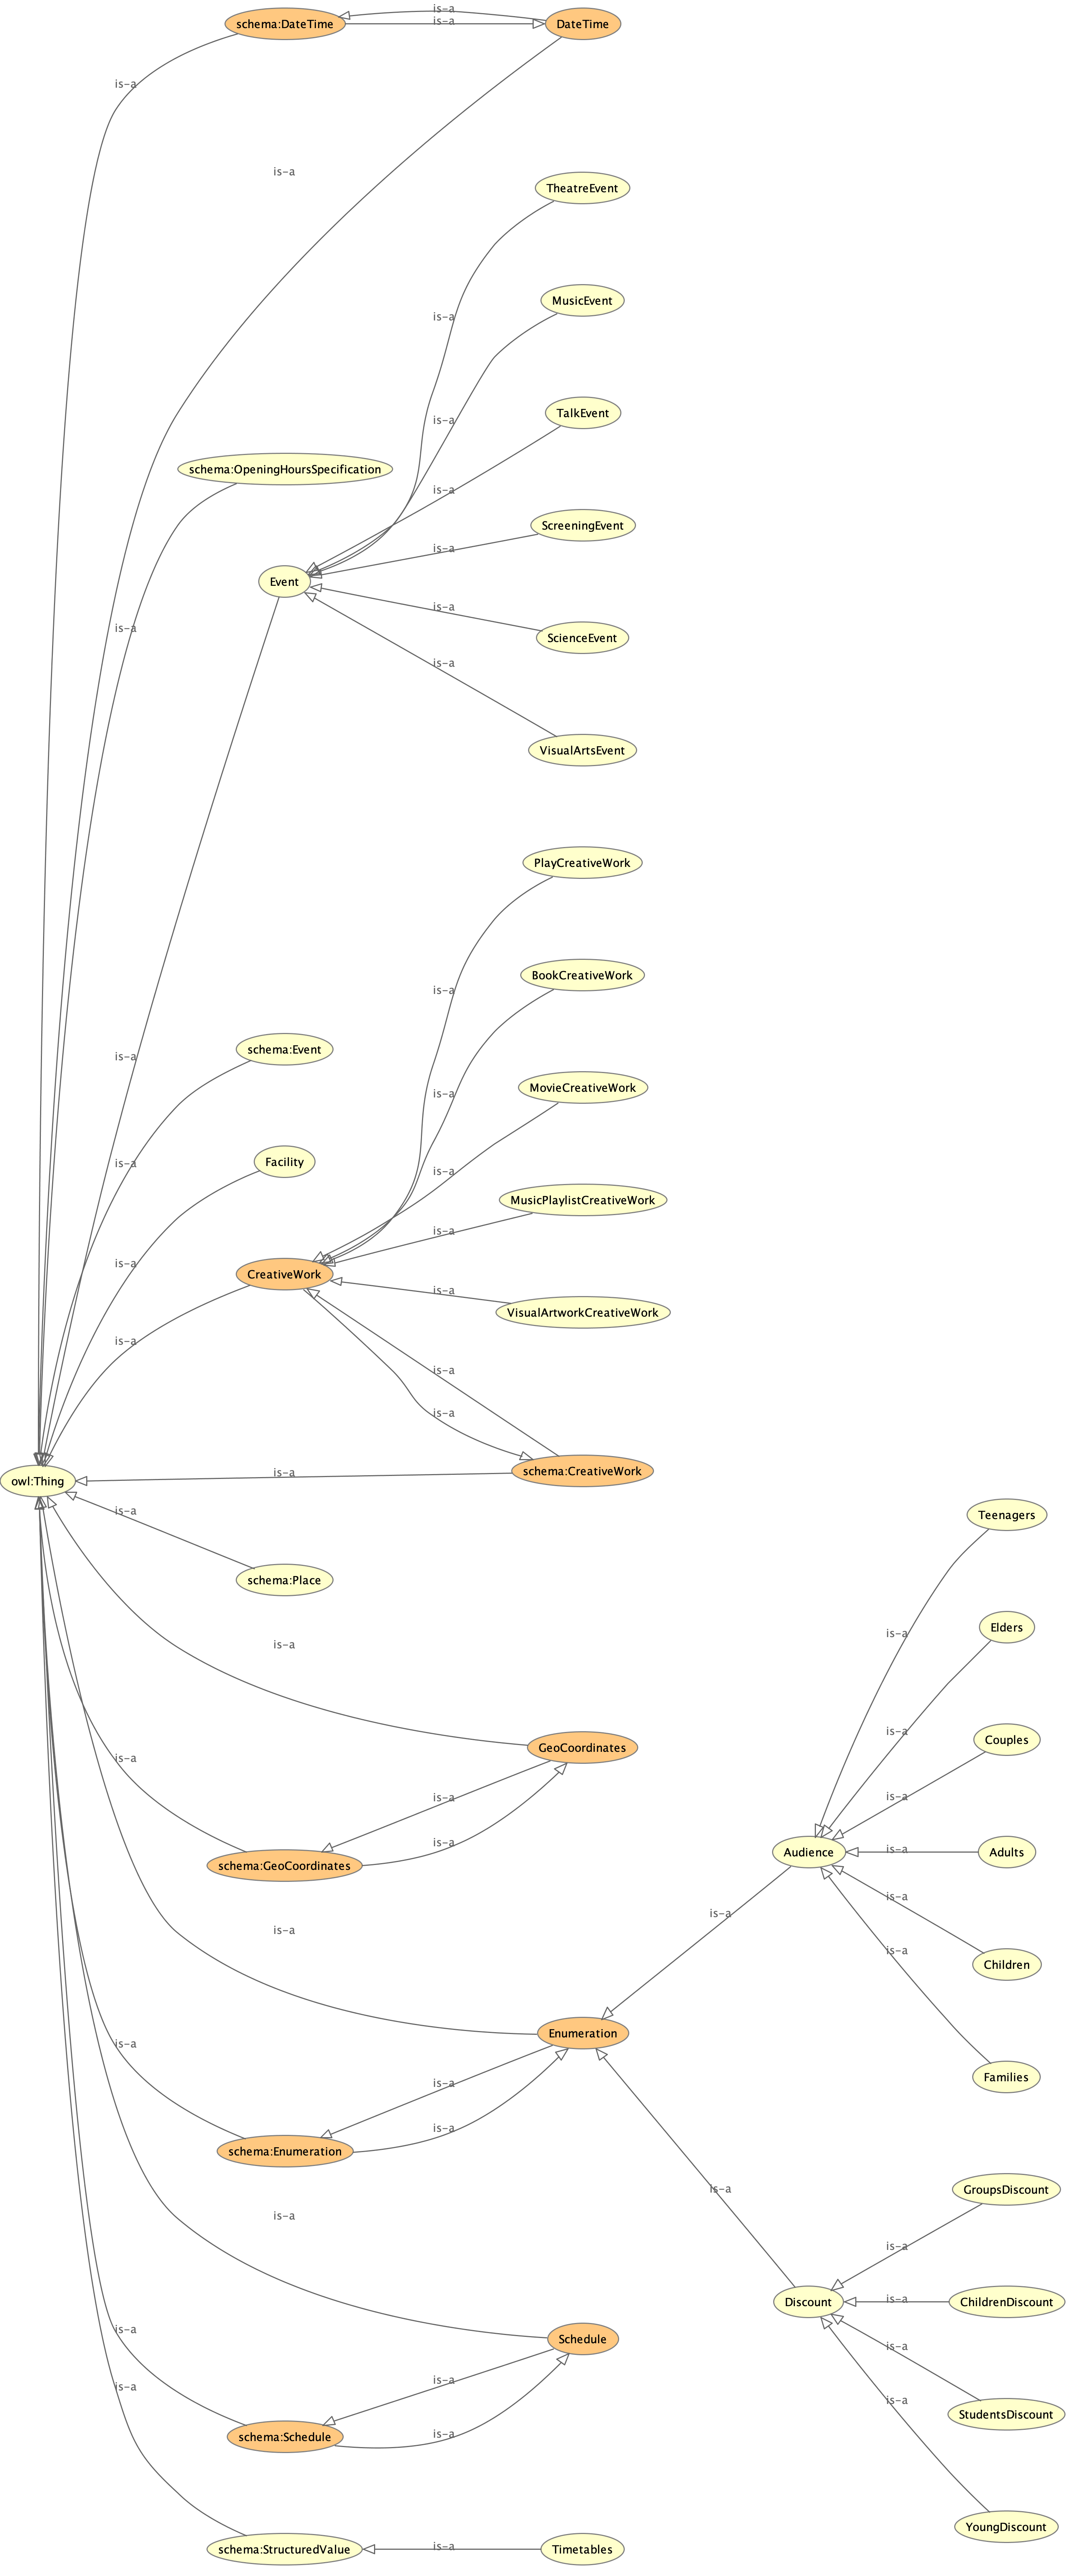 is-a
schema:DateTime
is-a
DateTime
is-a
is-a
TheatreEvent
MusicEvent
is-a
TalkEvent
is-a
schema:OpeningHoursSpecification
is-a
ScreeningEvent
is-a
Event
is-a
is-a
ScienceEvent
is-a
VisualArtsEvent
PlayCreativeWork
BookCreativeWork
is-a
schema:Event
is-a
MovieCreativeWork
is-a
Facility
is-a
is-a
MusicPlaylistCreativeWork
is-a
is-a
CreativeWork
is-a
VisualArtworkCreativeWork
is-a
is-a
is-a
owl:Thing
is-a
schema:CreativeWork
is-a
Teenagers
schema:Place
Elders
is-a
is-a
is-a
Couples
GeoCoordinates
is-a
is-a
is-a
is-a
schema:GeoCoordinates
Audience
is-a
Adults
is-a
is-a
is-a
is-a
Children
Enumeration
is-a
Families
is-a
is-a
schema:Enumeration
is-a
GroupsDiscount
is-a
is-a
Discount
is-a
ChildrenDiscount
is-a
Schedule
is-a
is-a
is-a
is-a
StudentsDiscount
schema:Schedule
is-a
YoungDiscount
schema:StructuredValue
is-a
Timetables